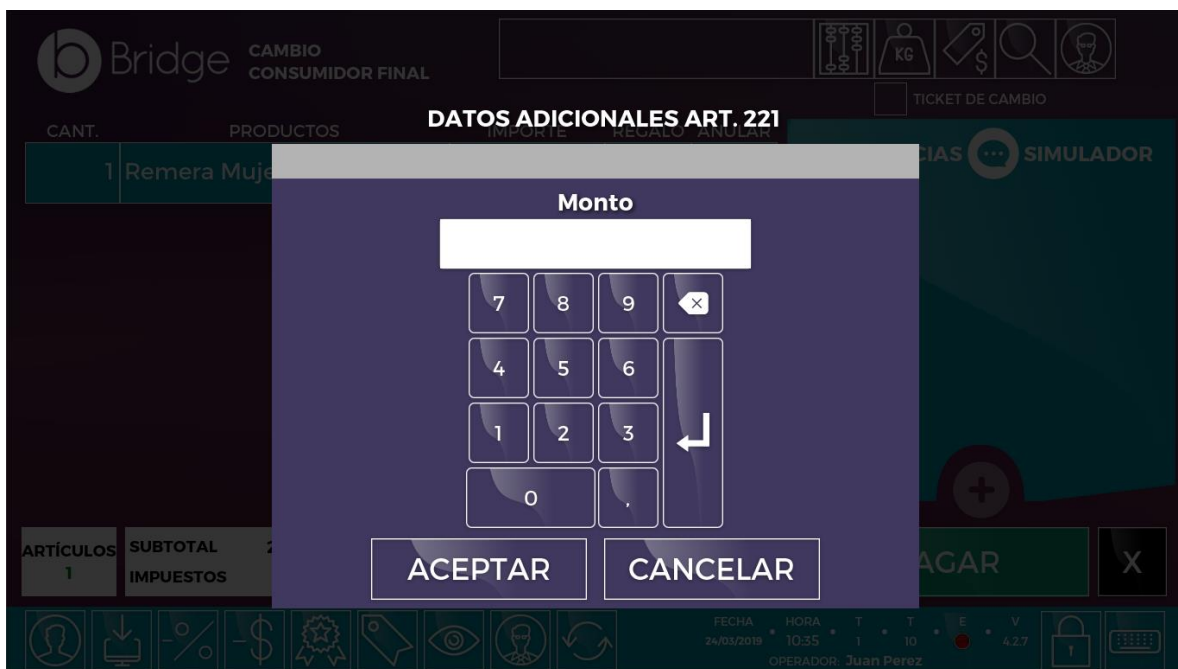 Bridge
CAMBIO
CONSUMIDOR FINAL
KG
$
TICKET DE CAMBIO
DATOS ADICIONALES ART. 221
CANT. PRODUCTOS IMPORTE REGALO ANULAR
1 Remera Muje
CIAS SIMULADOR
Monto
7 8 9
4 5 6
1 2 3
0 ,
ACEPTAR CANCELAR
ARTÍCULOS
1
SUBTOTAL 2
IMPUESTOS
AGAR X
-% -$
FECHA HORA T T E V
24/03/2019 10:35 1 10 4.2.7
OPERADOR: Juan Perez